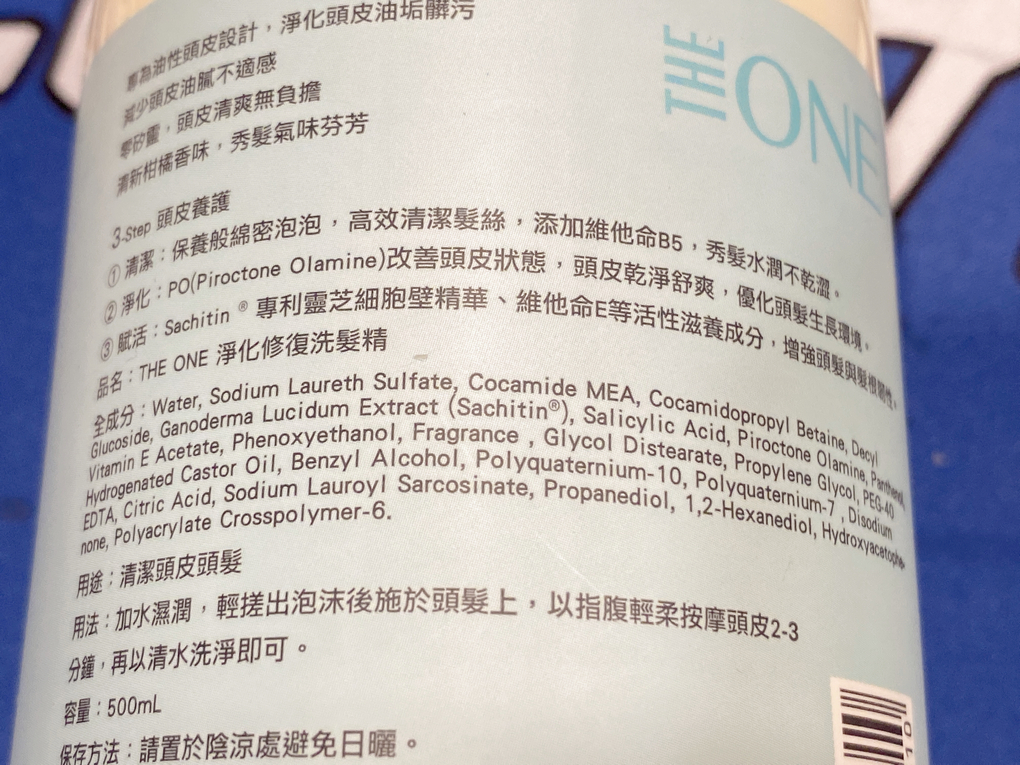 專為油性頭皮設計，淨化頭皮油垢髒污
減少頭皮油膩不適感
零矽靈，頭皮清爽無負擔
清新柑橘香味，秀髮氣味芬芳
THE ONE
3-Step 頭皮養護
① 清潔：保養般綿密泡泡，高效清潔髮絲，添加維他命B5，秀髮水潤不乾澀。
② 淨化：PO(Piroctone Olamine)改善頭皮狀態，頭皮乾淨舒爽，優化頭髮生長環境。
③ 賦活：Sachitin ® 專利靈芝細胞壁精華、維他命E等活性滋養成分，增強頭髮與髮根韌性。
品名：THE ONE 淨化修復洗髮精
全成分：Water, Sodium Laureth Sulfate, Cocamide MEA, Cocamidopropyl Betaine, Decyl
Glucoside, Ganoderma Lucidum Extract (Sachitin®), Salicylic Acid, Piroctone Olamine, Panthenol,
Vitamin E Acetate, Phenoxyethanol, Fragrance , Glycol Distearate, Propylene Glycol, PEG-40
Hydrogenated Castor Oil, Benzyl Alcohol, Polyquaternium-10, Polyquaternium-7 , Disodium
EDTA, Citric Acid, Sodium Lauroyl Sarcosinate, Propanediol, 1,2-Hexanediol, Hydroxyacetophe-
none, Polyacrylate Crosspolymer-6.
用途：清潔頭皮頭髮
用法：加水濕潤，輕搓出泡沫後施於頭髮上，以指腹輕柔按摩頭皮2-3
分鐘，再以清水洗淨即可。
容量：500mL
保存方法：請置於陰涼處避免日曬。